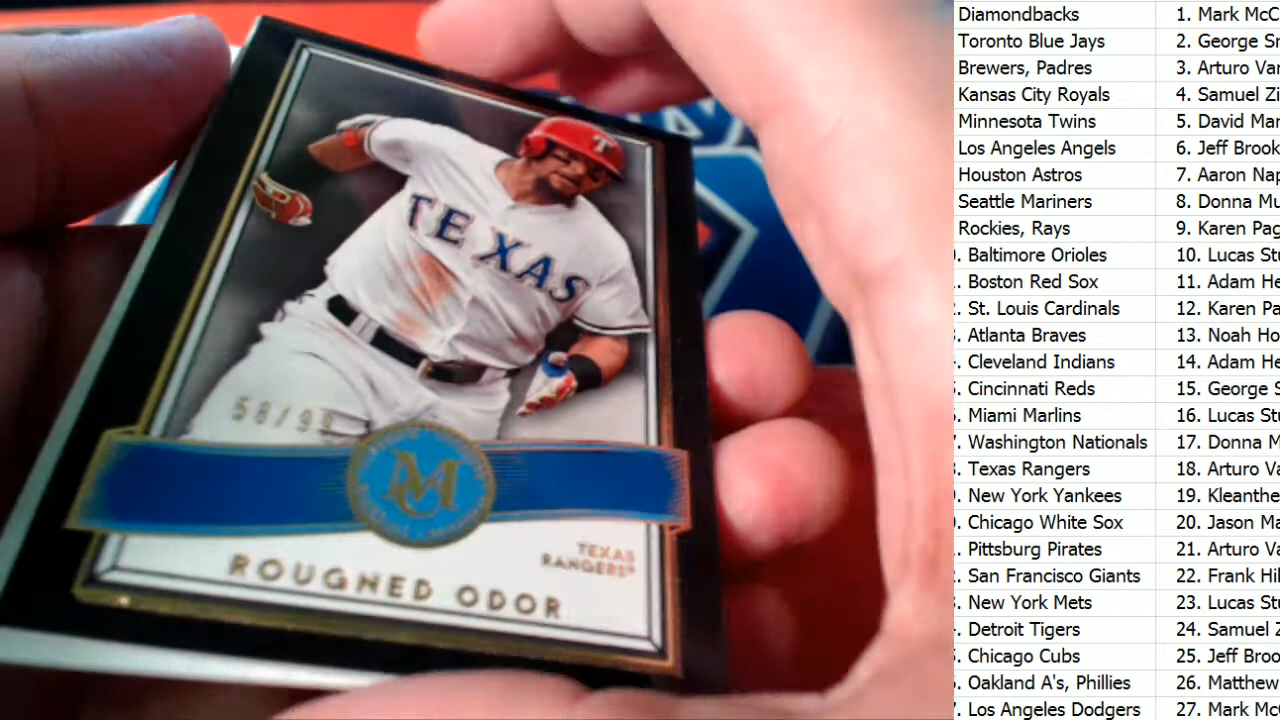 T
TEXAS
58/99
M
ROUGNED ODOR
TEXAS
RANGERS®
Diamondbacks 1. Mark McC
Toronto Blue Jays 2. George Sr
Brewers, Padres 3. Arturo Var
Kansas City Royals 4. Samuel Zi
Minnesota Twins 5. David Mar
Los Angeles Angels 6. Jeff Brook
Houston Astros 7. Aaron Nap
Seattle Mariners 8. Donna Mu
Rockies, Rays 9. Karen Pag
. Baltimore Orioles 10. Lucas Stu
. Boston Red Sox 11. Adam He
. St. Louis Cardinals 12. Karen Pa
. Atlanta Braves 13. Noah Ho
. Cleveland Indians 14. Adam He
. Cincinnati Reds 15. George S
. Miami Marlins 16. Lucas Stu
. Washington Nationals 17. Donna M
. Texas Rangers 18. Arturo Va
. New York Yankees 19. Kleanthe
. Chicago White Sox 20. Jason Ma
. Pittsburg Pirates 21. Arturo Va
. San Francisco Giants 22. Frank Hil
. New York Mets 23. Lucas Stu
. Detroit Tigers 24. Samuel Z
. Chicago Cubs 25. Jeff Broo
. Oakland A's, Phillies 26. Matthew
. Los Angeles Dodgers 27. Mark McC